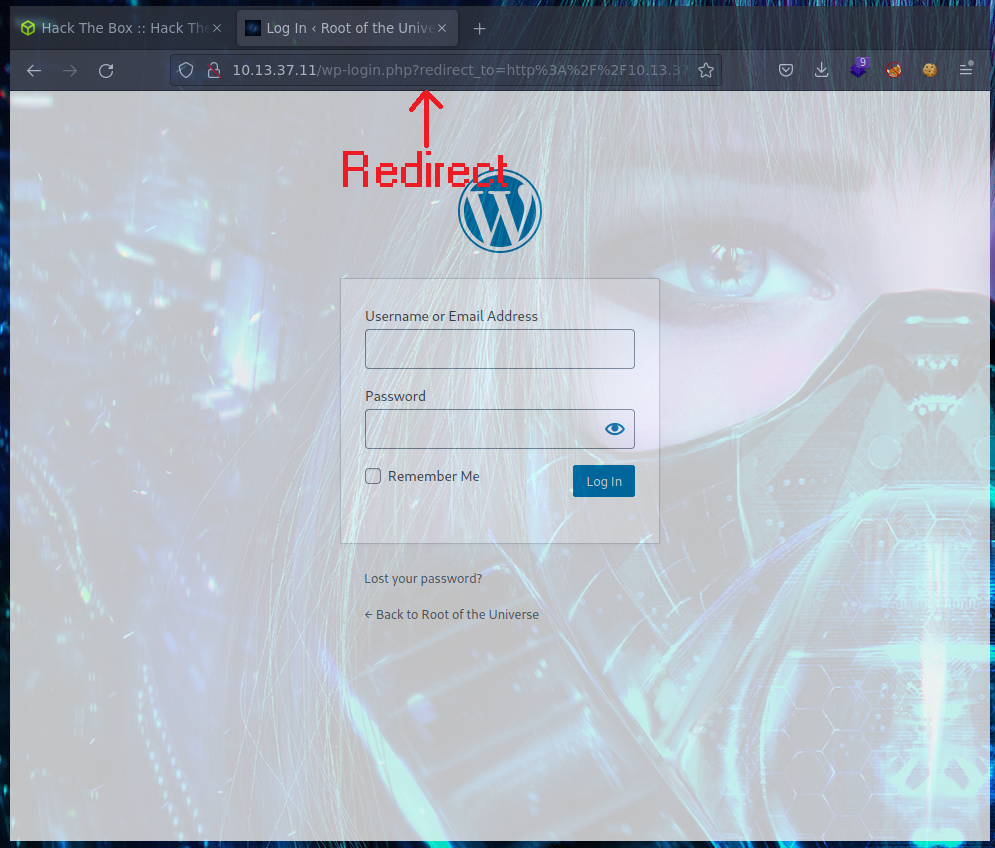 Hack The Box :: Hack The
Log In ‹ Root of the Unive
10.13.37.11/wp-login.php?redirect_to=http%3A%2F%2F10.13.37
9
Redirect
Username or Email Address
Password
Remember Me
Log In
Lost your password?
← Back to Root of the Universe